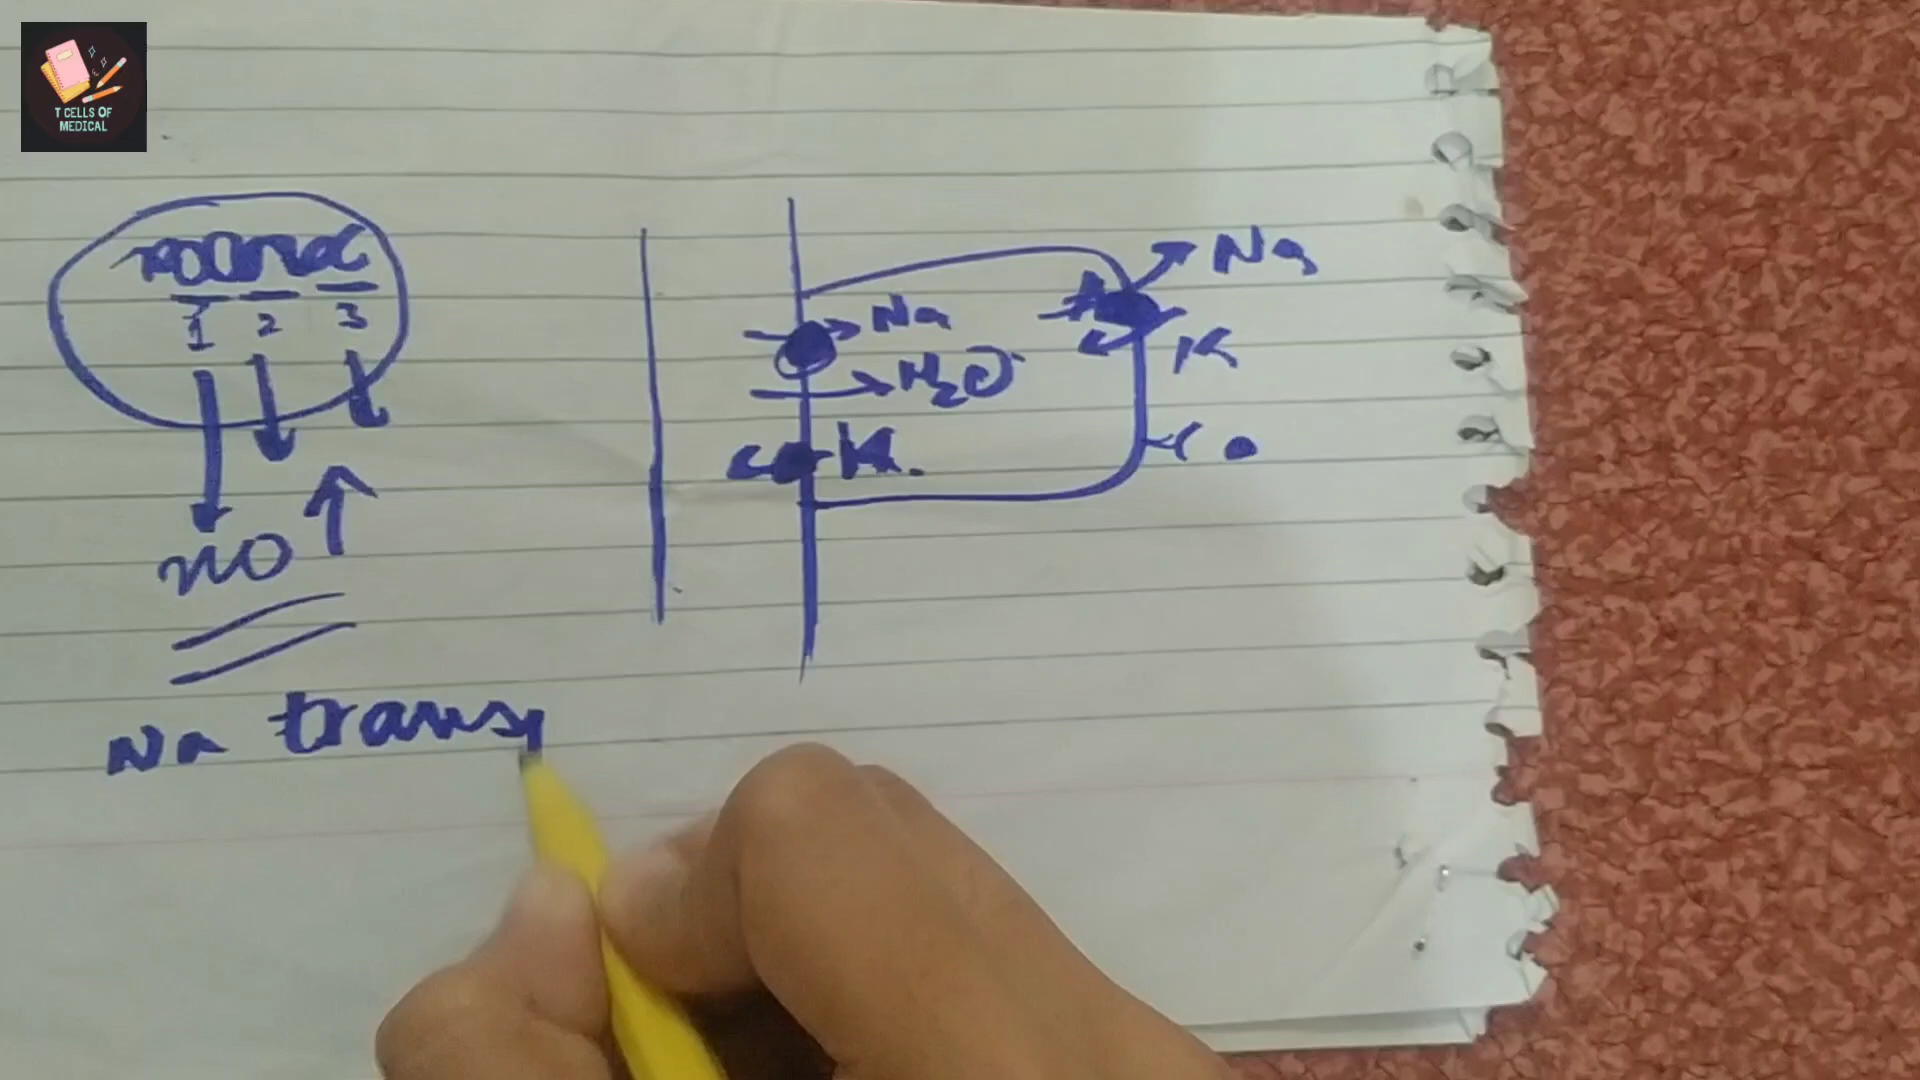 T CELLS OF
MEDICAL
1 2 3
NO
Na trans
Na
Na
K
H2O
K.